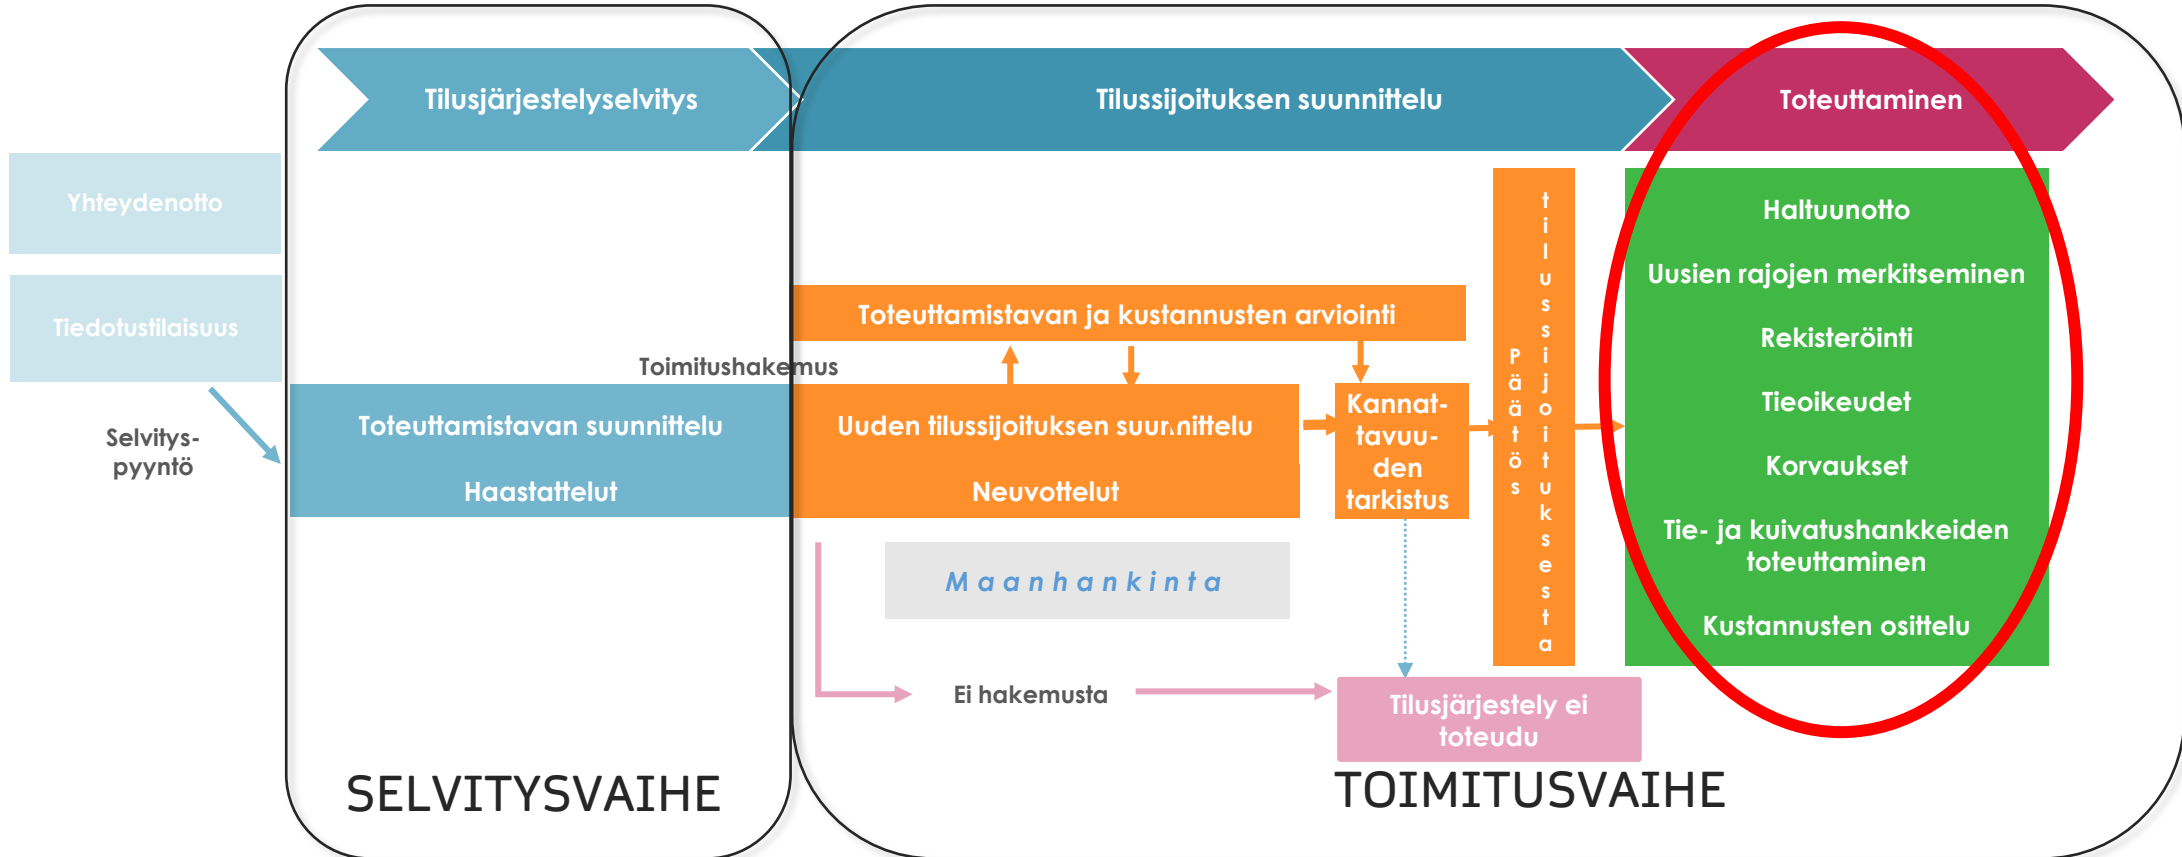 Tilusjärjestelyselvitys
Tilussijoituksen suunnittelu
Toteuttaminen
Yhteydenotto
Tiedotustilaisuus
Selvitys-
pyyntö
Toimitushakemus
Toteuttamistavan suunnittelu
Haastattelut
Toteuttamistavan ja kustannusten arviointi
Uuden tilussijoituksen suunnittelu
Neuvottelut
Maanhankinta
Kannat-
tavuu-
den
tarkistus
Päätös
tilussijoituksesta
Haltuunotto
Uusien rajojen merkitseminen
Rekisteröinti
Tieoikeudet
Korvaukset
Tie- ja kuivatushankkeiden
toteuttaminen
Kustannusten osittelu
Ei hakemusta
Tilusjärjestely ei
toteudu
SELVITYSVAIHE
TOIMITUSVAIHE